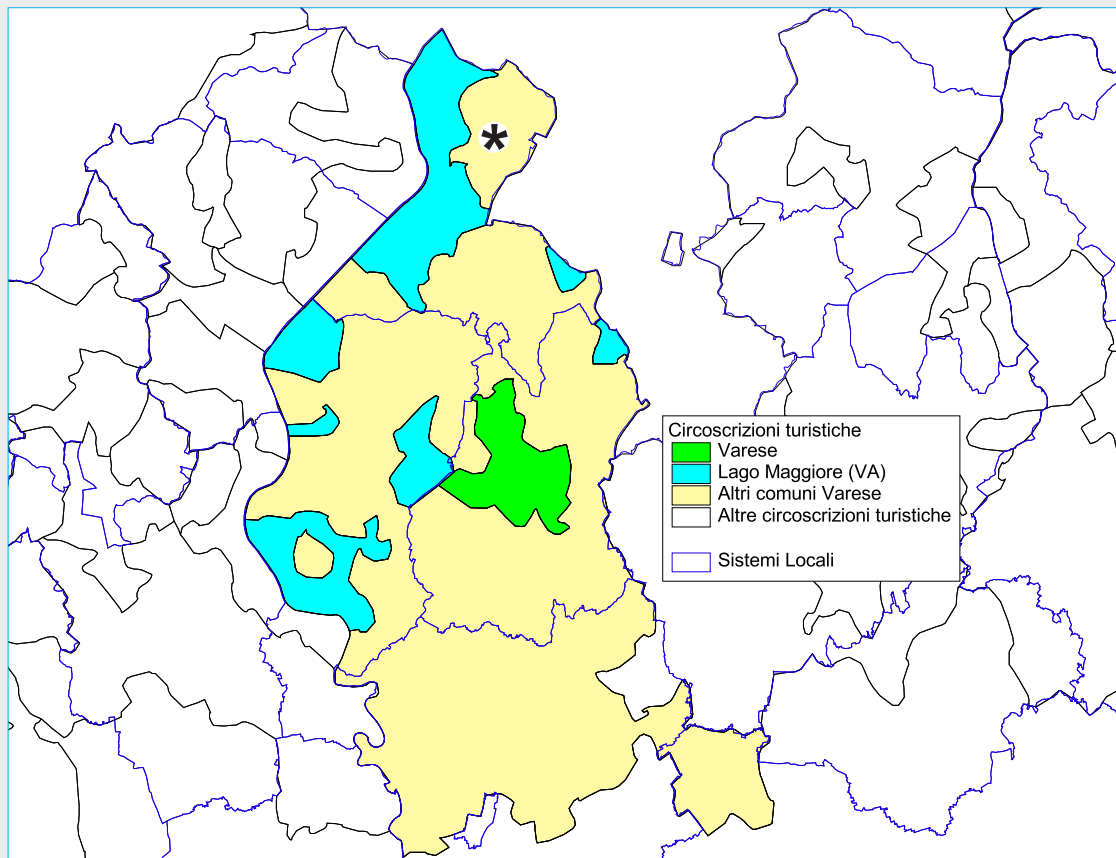 *
Circoscrizioni turistiche
Varese
Lago Maggiore (VA)
Altri comuni Varese
Altre circoscrizioni turistiche
Sistemi Locali